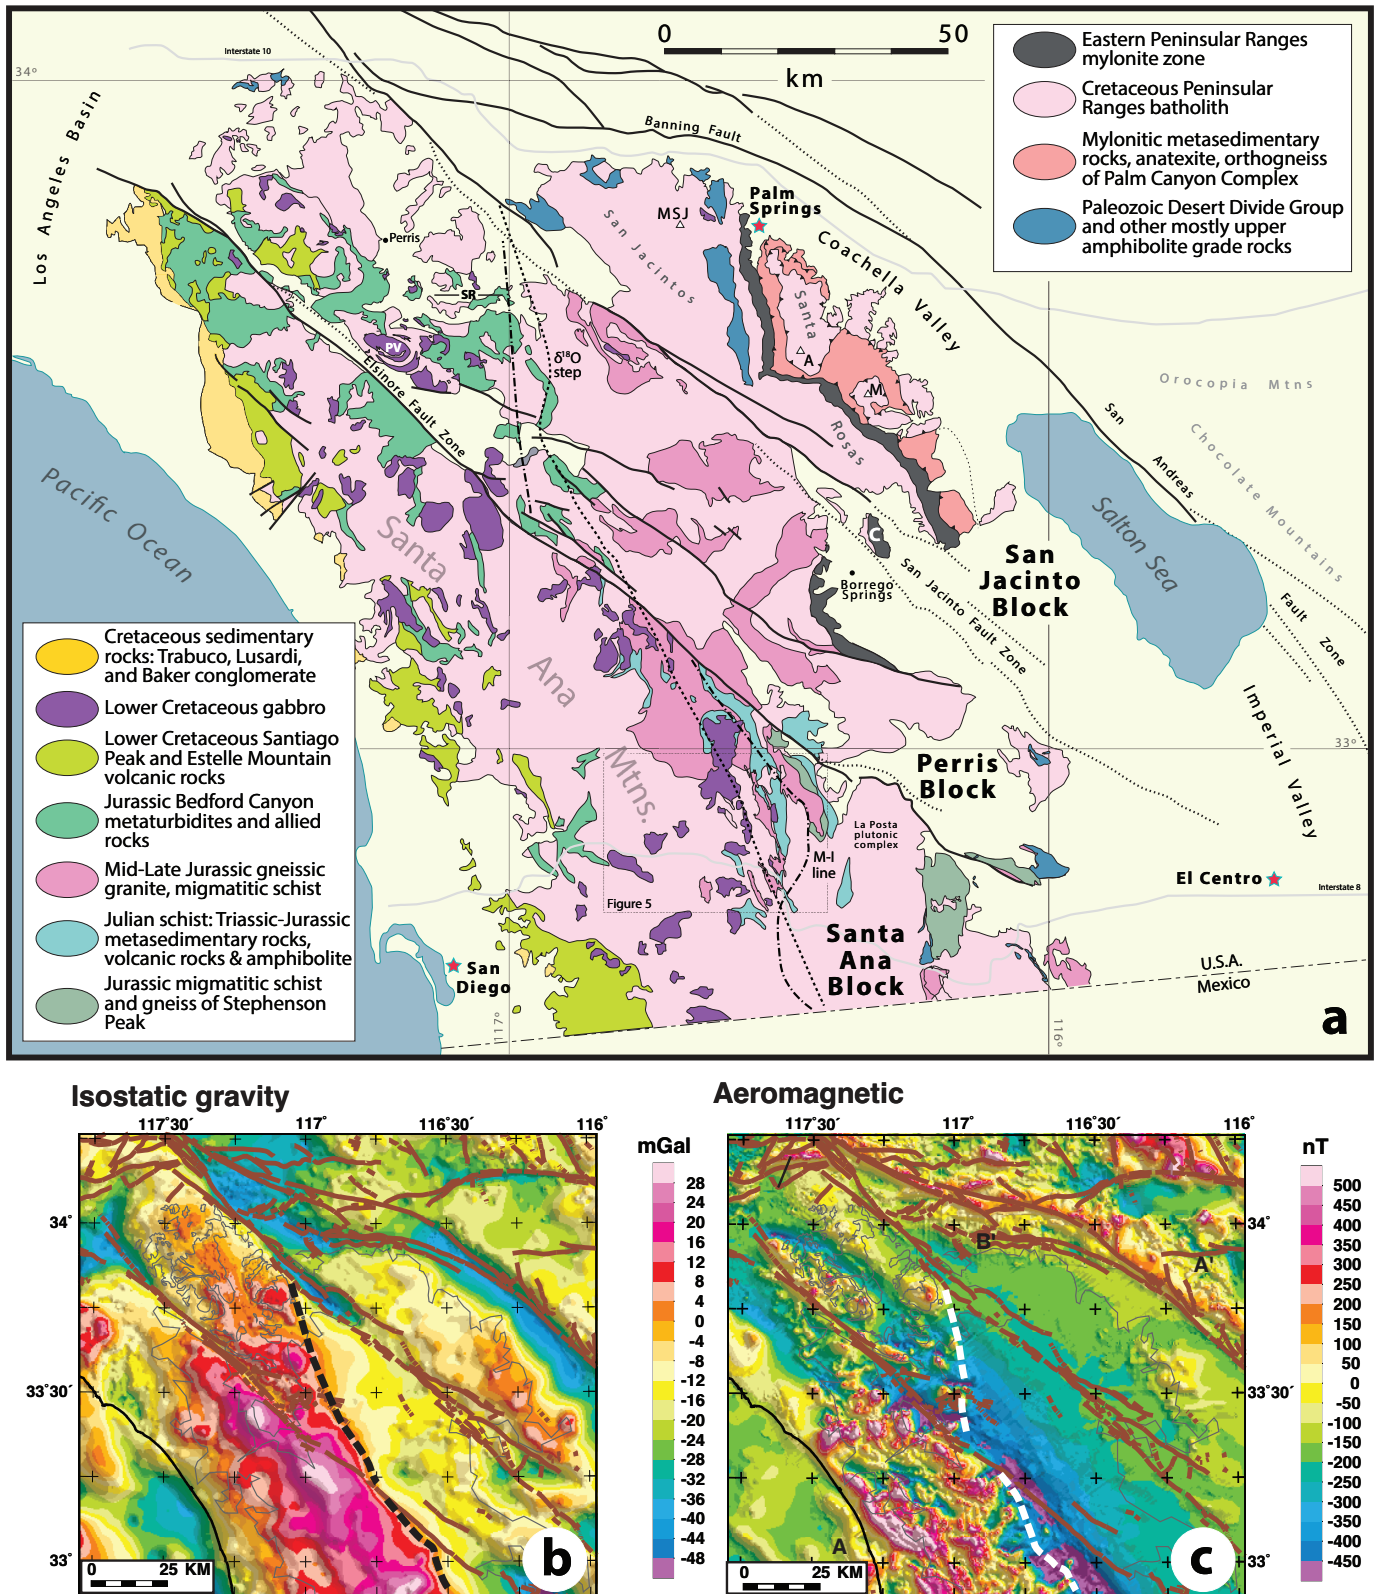 0 50
km
Interstate 10
34°
Los Angeles Basin
Banning Fault
Eastern Peninsular Ranges
mylonite zone
Cretaceous Peninsular
Ranges batholith
Mylonitic metasedimentary
rocks, anatexite, orthogneiss
of Palm Canyon Complex
Paleozoic Desert Divide Group
and other mostly upper
amphibolite grade rocks
Palm
Springs
MSJ
San Jacintos
Coachella Valley
Perris
SR
PV
δ18O
step
Santa
A
M
Rosas
Elsinore Fault Zone
Orocopia Mtns
Chocolate Mountains
San
Andreas
Fault
Zone
Pacific Ocean
Salton Sea
Santa
Ana
Mtns.
C
San
Jacinto
Block
Borrego
Springs
San Jacinto Fault Zone
Imperial Valley
33°
Perris
Block
La Posta
plutonic
complex
M-I
line
Figure 5
El Centro
Interstate 8
Santa
Ana
Block
San
Diego
U.S.A.
Mexico
117°
116°
a
Cretaceous sedimentary
rocks: Trabuco, Lusardi,
and Baker conglomerate
Lower Cretaceous gabbro
Lower Cretaceous Santiago
Peak and Estelle Mountain
volcanic rocks
Jurassic Bedford Canyon
metaturbidites and allied
rocks
Mid-Late Jurassic gneissic
granite, migmatitic schist
Julian schist: Triassic-Jurassic
metasedimentary rocks,
volcanic rocks & amphibolite
Jurassic migmatitic schist
and gneiss of Stephenson
Peak
Isostatic gravity
117°30´ 117° 116°30´ 116°
34°
33°30´
33°
0 25 KM
b
mGal
28
24
20
16
12
8
4
0
-4
-8
-12
-16
-20
-24
-28
-32
-36
-40
-44
-48
Aeromagnetic
117°30´ 117° 116°30´ 116°
B'
A'
A
34°
33°30´
33°
0 25 KM
c
nT
500
450
400
350
300
250
200
150
100
50
0
-50
-100
-150
-200
-250
-300
-350
-400
-450